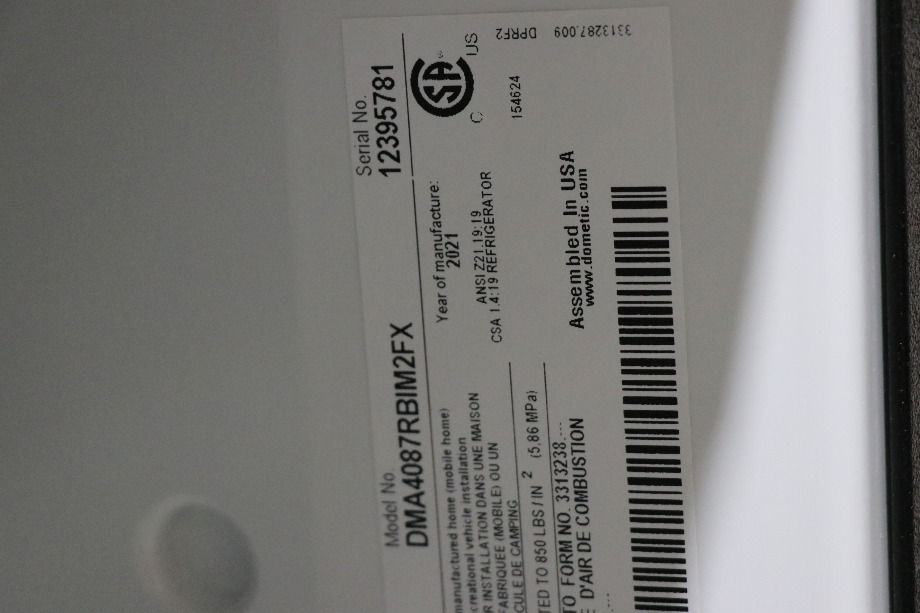 Model No.
DMA4087RBIM2FX
Serial No.
12395781
manufactured home (mobile home)
creational vehicle installation
R INSTALLATION DANS UNE MAISON
FABRIQUEE (MOBILE) OU UN
CULE DE CAMPING
TED TO 850 LBS / IN 2 (5,86 MPa)
TO FORM NO. 3313238....
E D'AIR DE COMBUSTION
...
Year of manufacture:
2021
ANSI Z21.19:19
CSA 1.4:19 REFRIGERATOR
Assembled In USA
www.dometic.com
SA
C US
154624
3313287.009 DPRF2